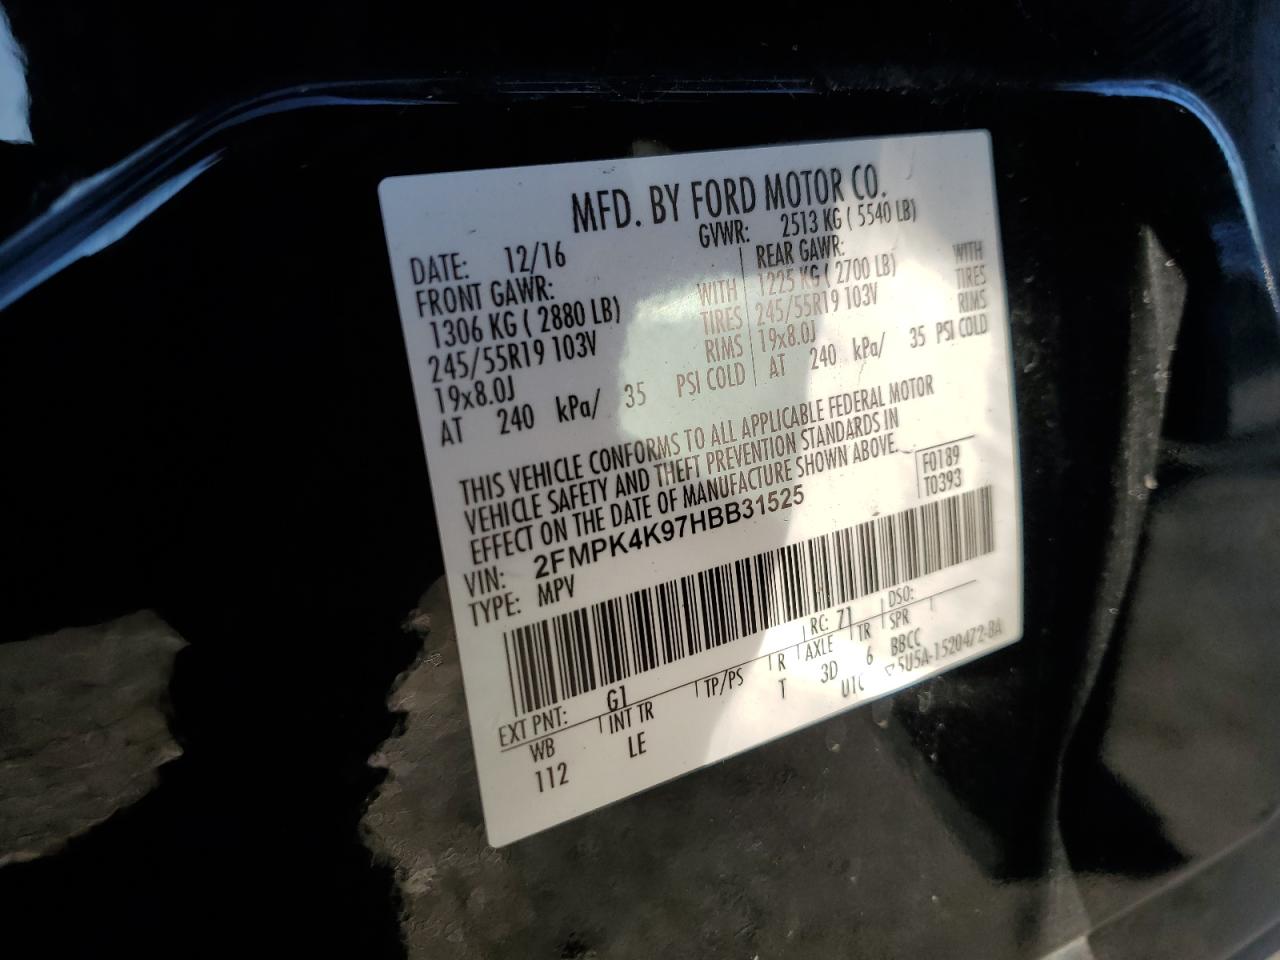 MFD. BY FORD MOTOR CO.
DATE: 12/16 GVWR: 2513 KG ( 5540 LB)
FRONT GAWR: REAR GAWR:
1306 KG ( 2880 LB) WITH 1225 KG ( 2700 LB) WITH
245/55R19 103V TIRES 245/55R19 103V TIRES
19x8.0J RIMS 19x8.0J RIMS
AT 240 kPa/ 35 PSI COLD AT 240 kPa/ 35 PSI COLD
THIS VEHICLE CONFORMS TO ALL APPLICABLE FEDERAL MOTOR
VEHICLE SAFETY AND THEFT PREVENTION STANDARDS IN
EFFECT ON THE DATE OF MANUFACTURE SHOWN ABOVE.
F0189
T0393
VIN: 2FMPK4K97HBB31525
TYPE: MPV
EXT PNT: G1 RC: 71 DSO:
WB INT TR TP/PS R AXLE TR SPR
112 LE T 3D 6 BBCC
5U5A-1520472-BA